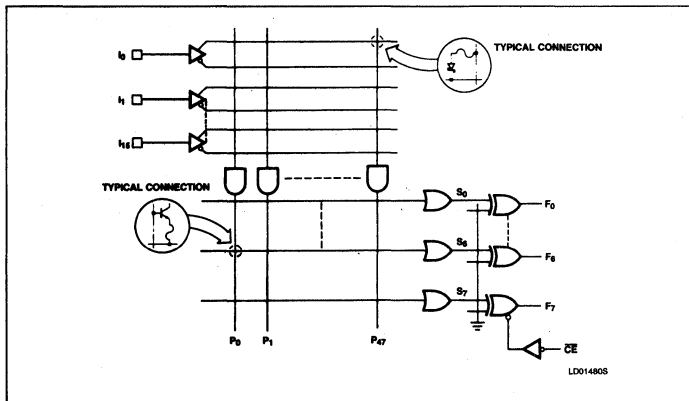 TYPICAL CONNECTION
I0
I1
I15
TYPICAL CONNECTION
S0
F0
S6
F6
S7
F7
P0
P1
P47
CE
LD01480S